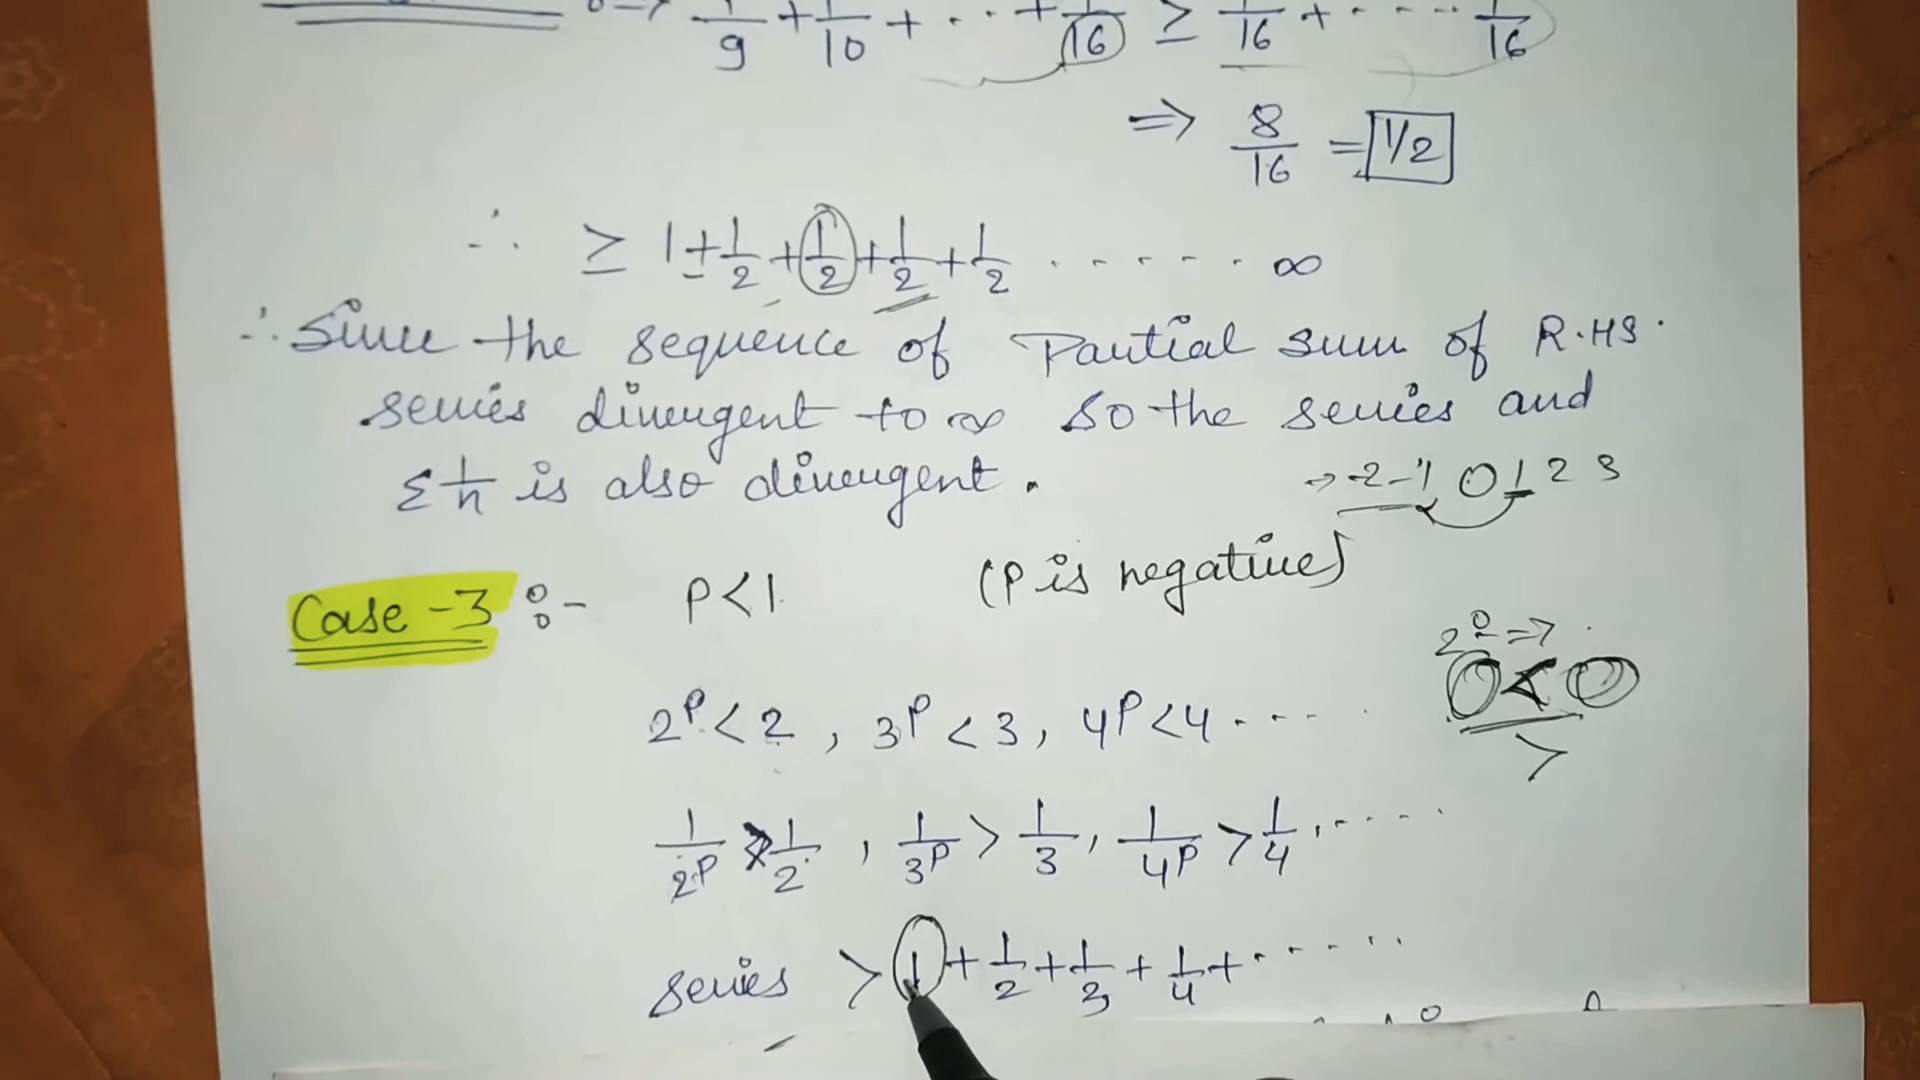 1/9 + 1/10 + ... + 1/16 ≥ 1/16 + ..... 1/16
⇒ 8/16 = 1/2
∴ ≥ 1 + 1/2 + 1/2 + 1/2 + 1/2 ...... ∞
∴ Since the sequence of Partial sum of R.HS.
series divergent to ∞ so the series and
Σ 1/n is also divergent.
→ -2 -1 0 1 2 3
Case-3 :- P<1 (P is negative)
2⁰ ⇒
0 < 0
>
2^P < 2 , 3^P < 3, 4^P < 4 ....
1/2^P > 1/2 , 1/3^P > 1/3 , 1/4^P > 1/4 , .....
series > 1 + 1/2 + 1/3 + 1/4 + ......